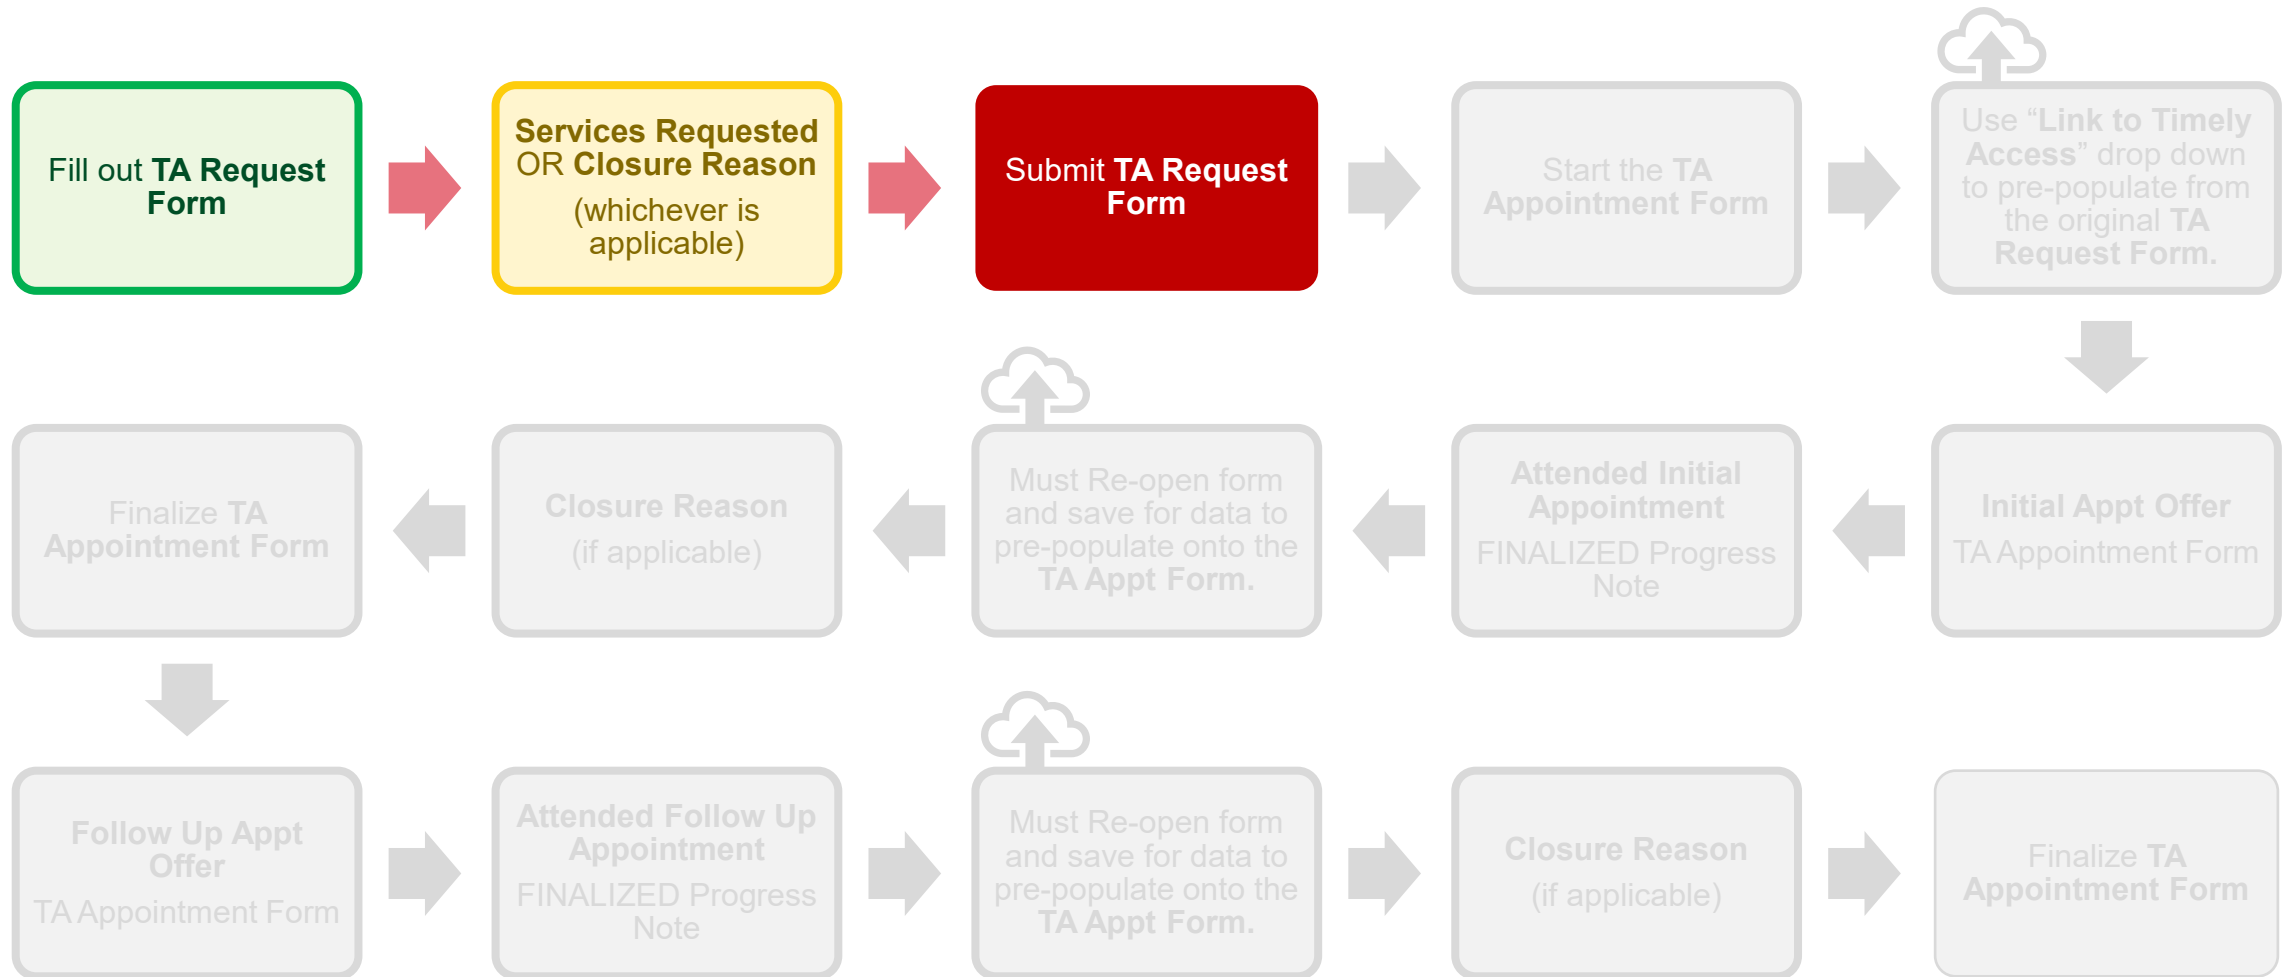 Fill out TA Request
Form
Services Requested
OR Closure Reason
(whichever is
applicable)
Submit TA Request
Form
Start the TA
Appointment Form
Use “Link to Timely
Access” drop down
to pre-populate from
the original TA
Request Form.
Initial Appt Offer
TA Appointment Form
Attended Initial
Appointment
FINALIZED Progress
Note
Must Re-open form
and save for data to
pre-populate onto the
TA Appt Form.
Closure Reason
(if applicable)
Finalize TA
Appointment Form
Follow Up Appt
Offer
TA Appointment Form
Attended Follow Up
Appointment
FINALIZED Progress
Note
Must Re-open form
and save for data to
pre-populate onto the
TA Appt Form.
Closure Reason
(if applicable)
Finalize TA
Appointment Form